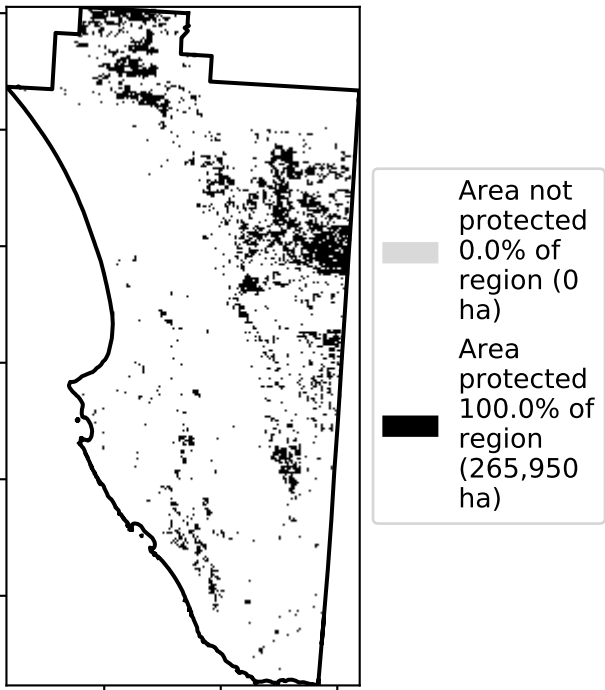 Area not
protected
0.0% of
region (0
ha)
Area
protected
100.0% of
region
(265,950
ha)